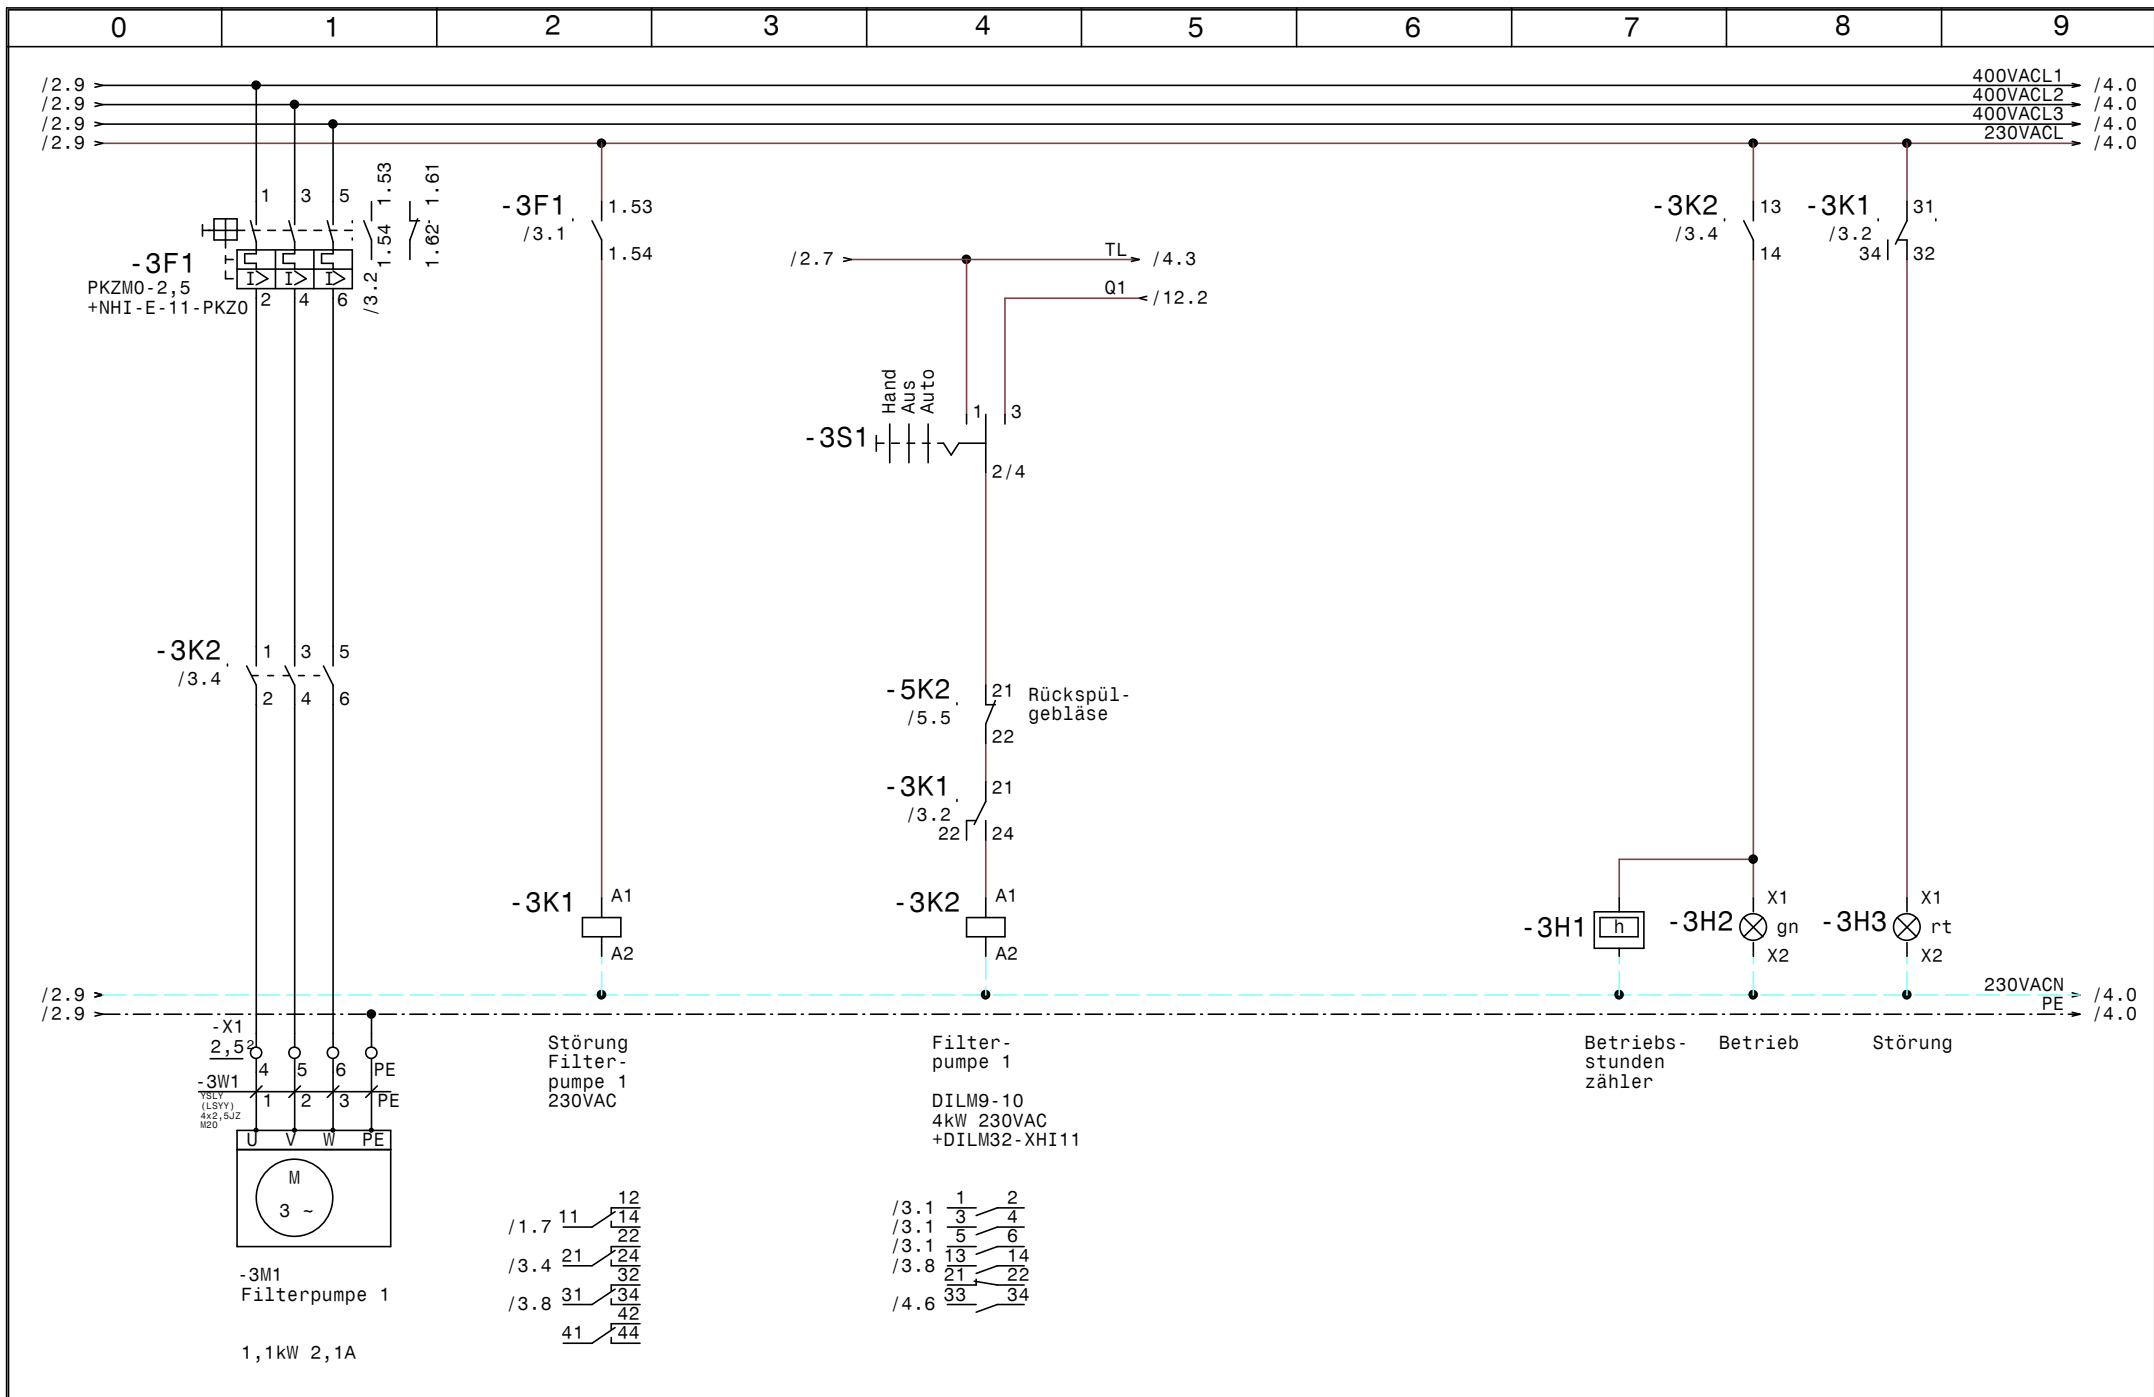 0 1 2 3 4 5 6 7 8 9
/2.9 400VACL1 /4.0
/2.9 400VACL2 /4.0
/2.9 400VACL3 /4.0
/2.9 230VACL /4.0
1 3 5 1.53 1.61
1.54 1.62
-3F1
PKZM0-2,5
+NHI-E-11-PKZ0
2 4 6 /3.2
-3F1 1.53
/3.1
1.54
/2.7 TL /4.3
Q1 /12.2
-3K2 13
/3.4
14
-3K1 31
/3.2
34 32
Hand
Aus
Auto
-3S1 1 3
2/4
-3K2 1 3 5
/3.4
2 4 6
-5K2 21 Rückspül-
/5.5 gebläse
22
-3K1 21
/3.2
22 24
-3K1 A1
A2
-3K2 A1
A2
-3H1 h
-3H2 X1
gn
X2
-3H3 X1
rt
X2
/2.9 230VACN /4.0
/2.9 PE /4.0
-X1
2,5²
4 5 6 PE
-3W1
YSLY
(LSYY)
4x2,5JZ
M20
1 2 3 PE
U V W PE
M
3 ~
-3M1
Filterpumpe 1
1,1kW 2,1A
Störung
Filter-
pumpe 1
230VAC
Filter-
pumpe 1
DILM9-10
4kW 230VAC
+DILM32-XHI11
Betriebs-
stunden
zähler
Betrieb
Störung
12
/1.7 11 14
22
/3.4 21 24
32
/3.8 31 34
42
41 44
/3.1 1 2
/3.1 3 4
/3.1 5 6
/3.8 13 14
21 22
/4.6 33 34